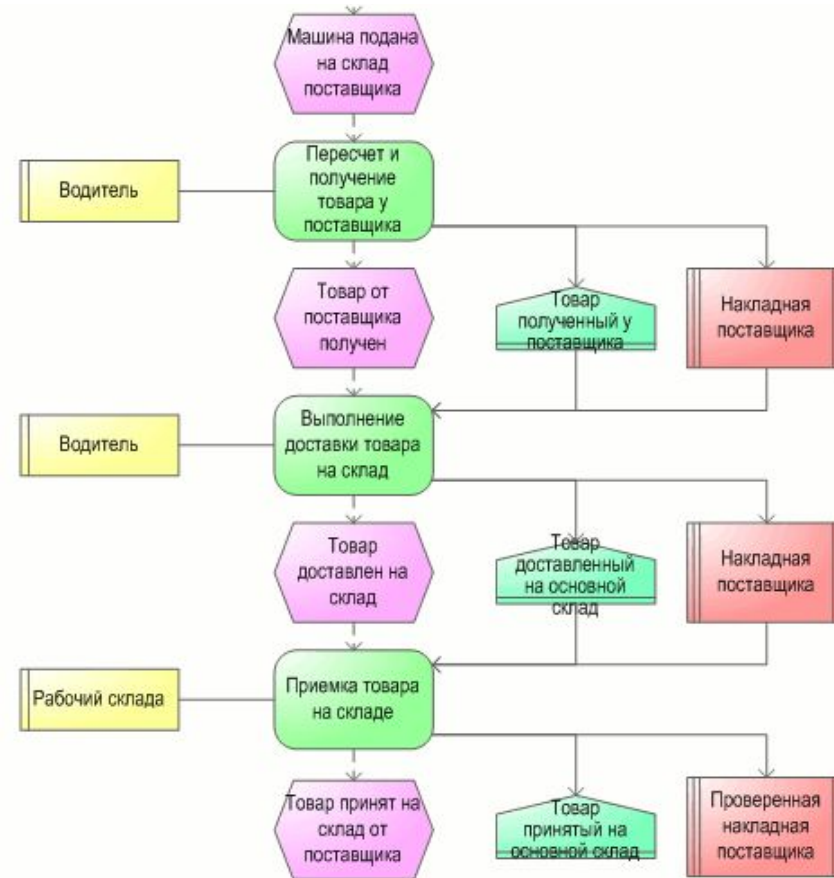 Машина подана
на склад
поставщика
Водитель
Пересчет и
получение
товара у
поставщика
Товар от
поставщика
получен
Товар
полученный у
поставщика
Накладная
поставщика
Водитель
Выполнение
доставки товара
на склад
Товар
доставлен на
склад
Товар
доставленный
на основной
склад
Накладная
поставщика
Рабочий склада
Приемка товара
на складе
Товар принят на
склад от
поставщика
Товар
принятый на
основной склад
Проверенная
накладная
поставщика